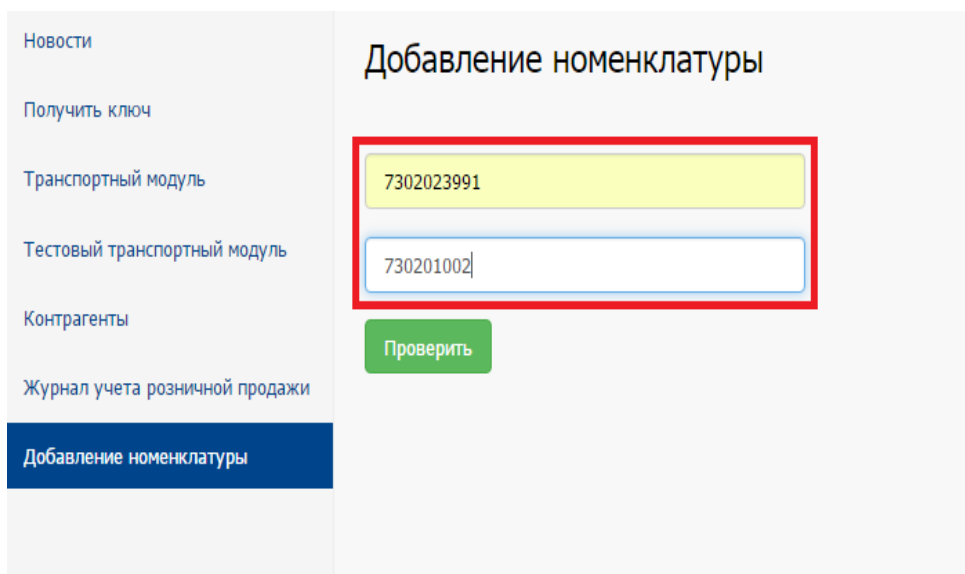 Новости
Получить ключ
Транспортный модуль
Тестовый транспортный модуль
Контрагенты
Журнал учета розничной продажи
Добавление номенклатуры
Добавление номенклатуры
7302023991
730201002
Проверить